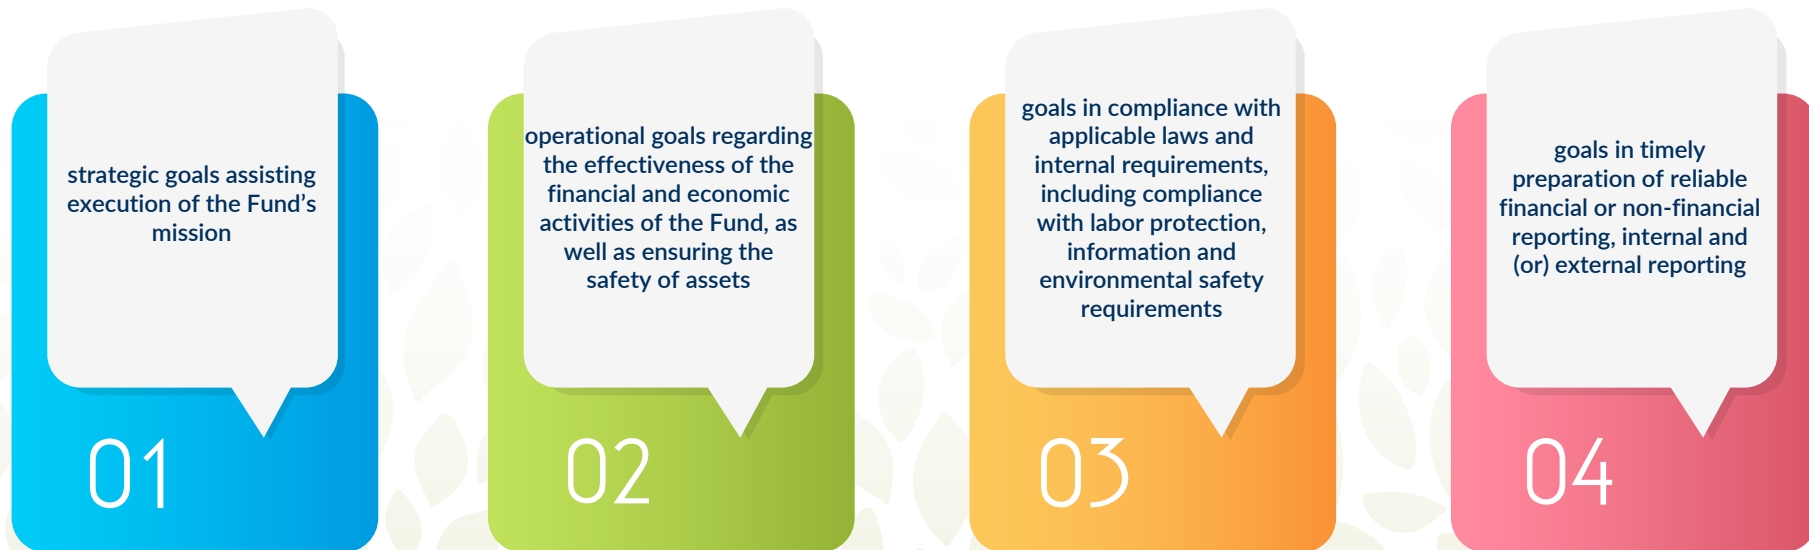 strategic goals assisting
execution of the Fund's
mission
01
operational goals regarding
the effectiveness of the
financial and economic
activities of the Fund, as
well as ensuring the
safety of assets
02
goals in compliance with
applicable laws and
internal requirements,
including compliance
with labor protection,
information and
environmental safety
requirements
03
goals in timely
preparation of reliable
financial or non-financial
reporting, internal and
(or) external reporting
04